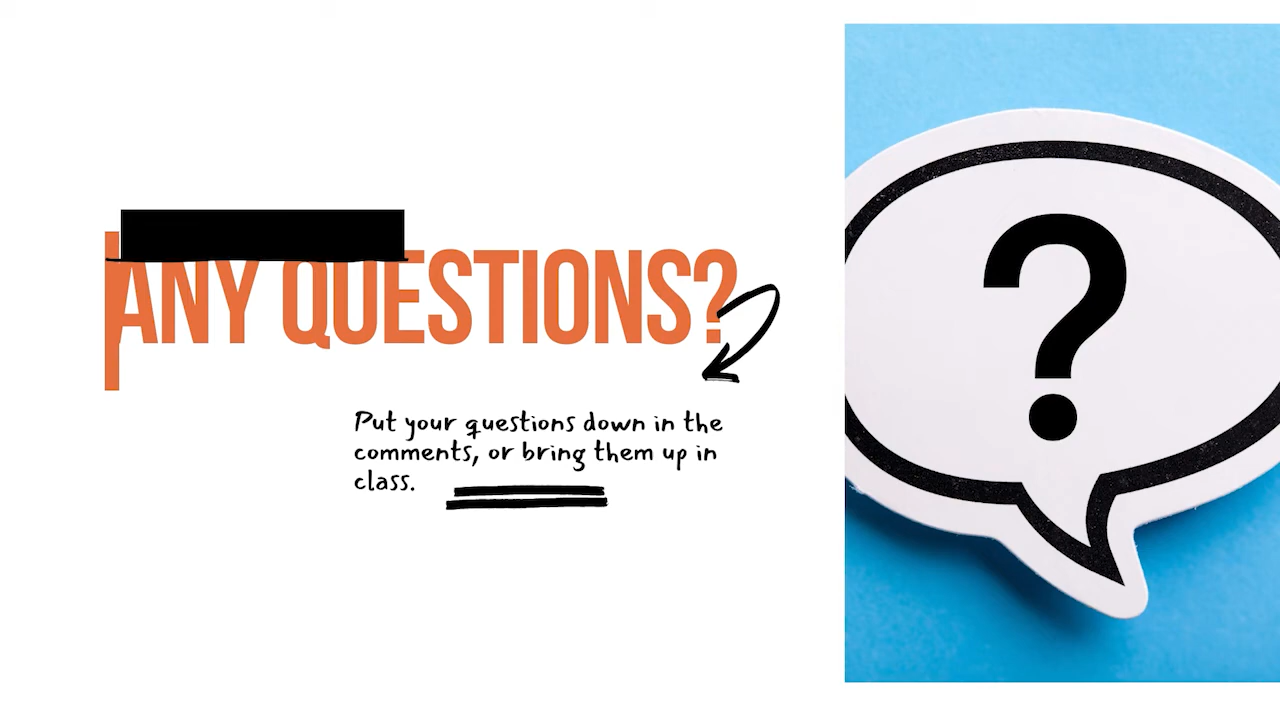 ANY QUESTIONS?
Put your questions down in the
comments, or bring them up in
class.
?